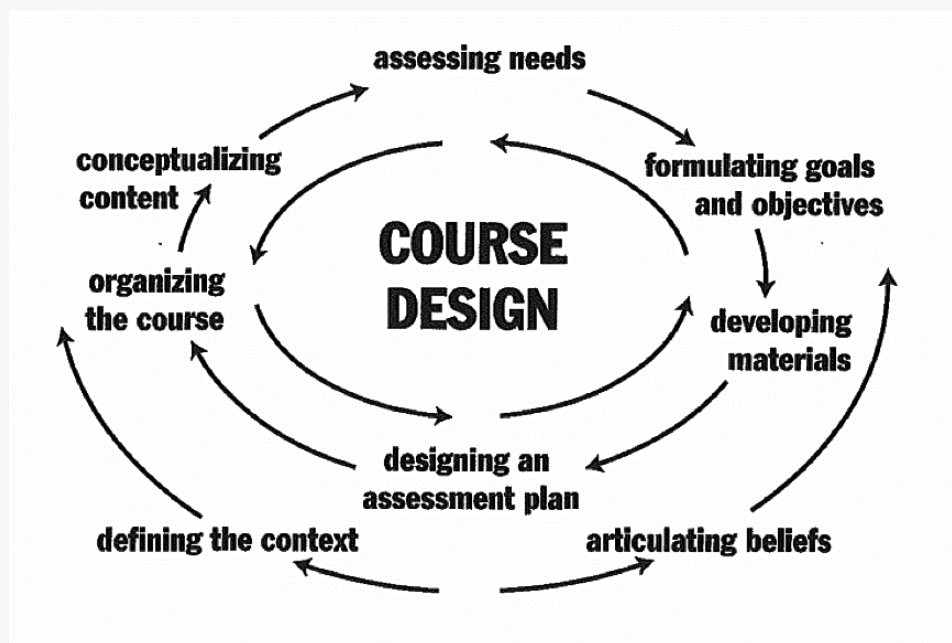 assessing needs
conceptualizing
content
formulating goals
and objectives
COURSE
DESIGN
organizing
the course
developing
materials
designing an
assessment plan
defining the context
articulating beliefs